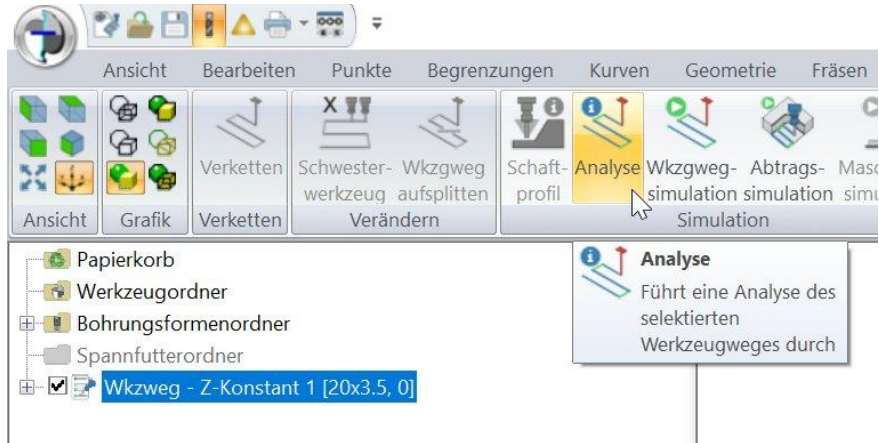 Ansicht Bearbeiten Punkte Begrenzungen Kurven Geometrie Fräsen
Verketten
X
Schwester-
werkzeug
Wkzgweg
aufsplitten
Schaft-
profil
Analyse
Wkzgweg-
simulation
Abtrags-
simulation
Ansicht Grafik Verketten Verändern Simulation
Papierkorb
Werkzeugordner
Bohrungsformenordner
Spannfutterordner
Wkzweg - Z-Konstant 1 [20x3.5, 0]
Analyse
Führt eine Analyse des
selektierten
Werkzeugweges durch